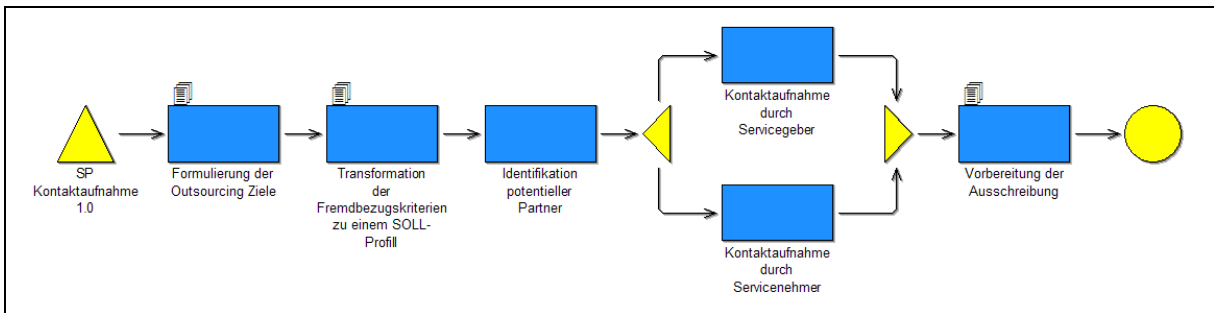 SP
Kontaktaufnahme
1.0
Formulierung der
Outsourcing Ziele
Transformation
der
Fremdbezugskriterien
zu einem SOLL-
Profill
Identifikation
potentieller
Partner
Kontaktaufnahme
durch
Servicegeber
Kontaktaufnahme
durch
Servicenehmer
Vorbereitung der
Ausschreibung